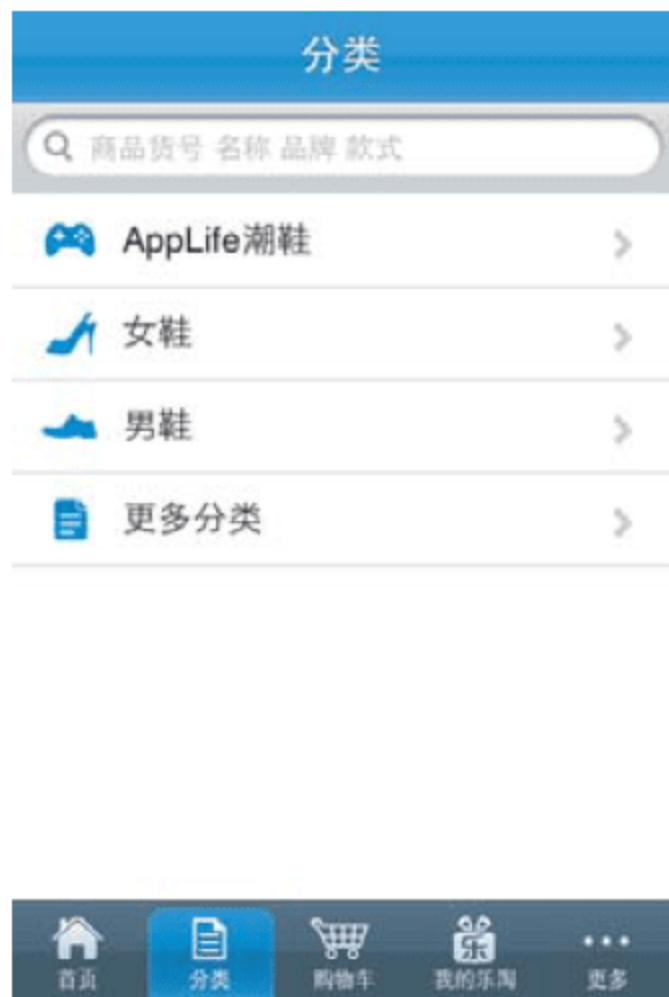 分类
商品货号 名称 品牌 款式
AppLife潮鞋
女鞋
男鞋
更多分类
乐
首页 分类 购物车 我的乐淘 更多